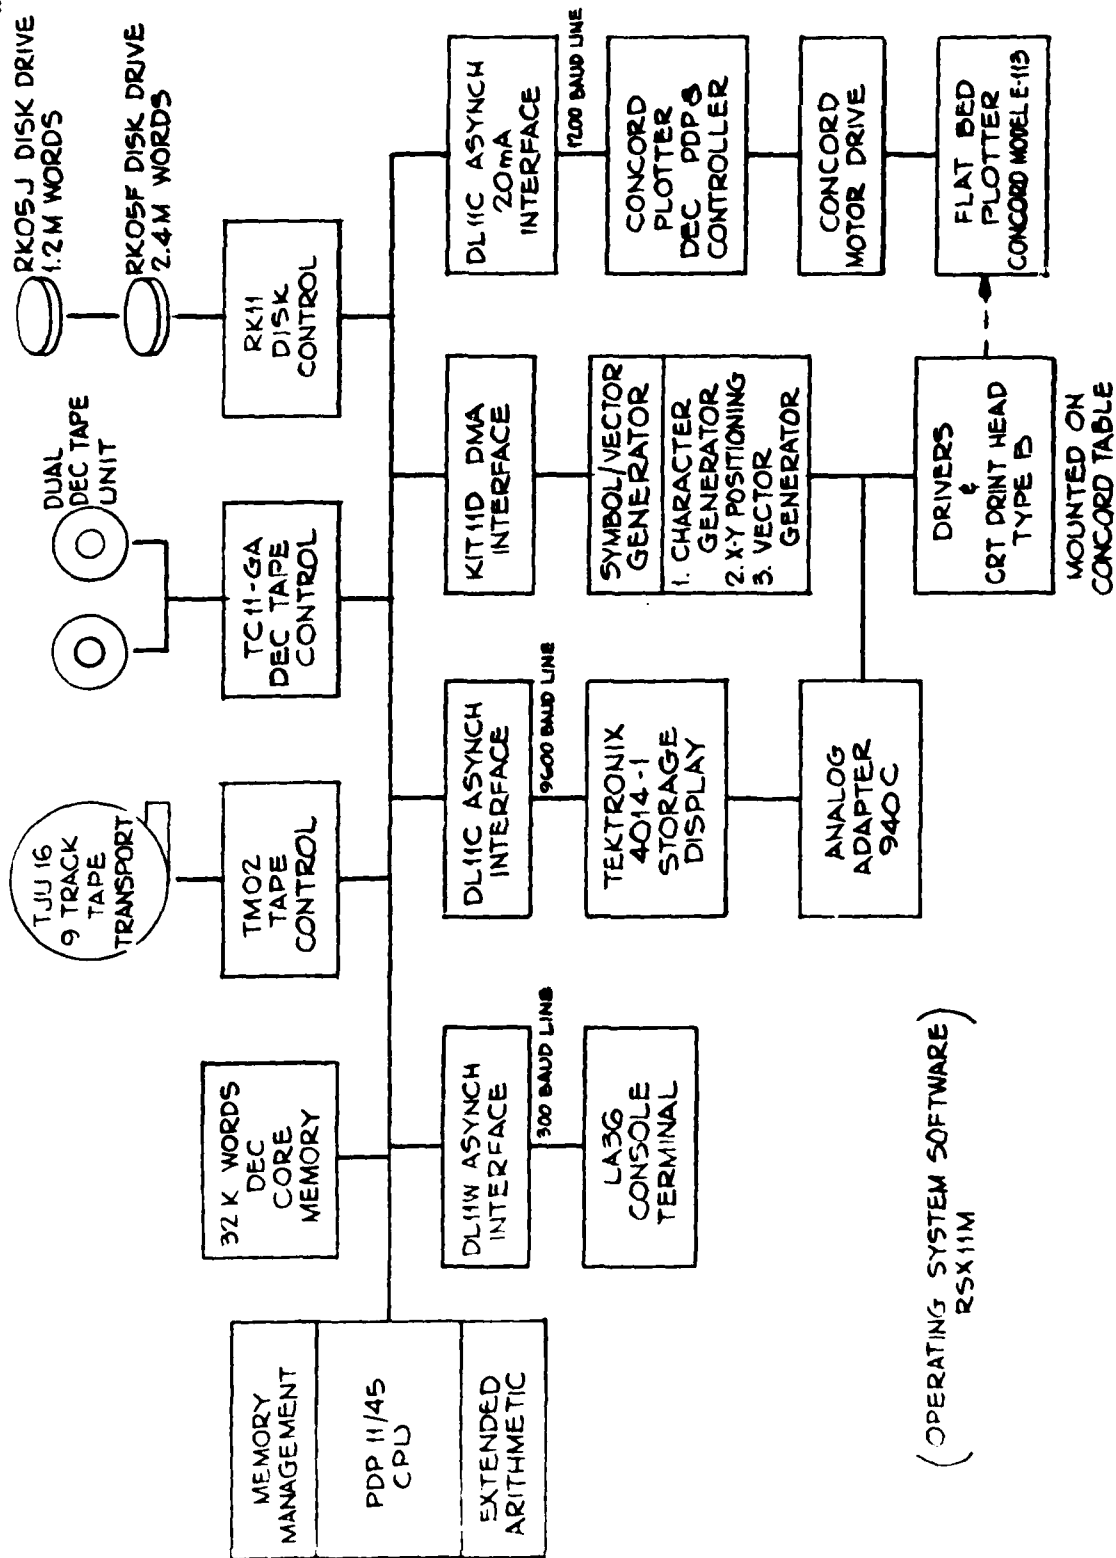 MEMORY
MANAGEMENT
PDP 11/45
CPU
EXTENDED
ARITHMETIC
32 K WORDS
DEC
CORE
MEMORY
TJU 16
9 TRACK
TAPE
TRANSPORT
TM02
TAPE
CONTROL
DUAL
DEC TAPE
UNIT
TC11-GA
DEC TAPE
CONTROL
RK05J DISK DRIVE
1.2M WORDS
RK05F DISK DRIVE
2.4M WORDS
RK11
DISK
CONTROL
DL11W ASYNCH
INTERFACE
300 BAUD LINE
LA36
CONSOLE
TERMINAL
DL11C ASYNCH
INTERFACE
9600 BAUD LINE
TEKTRONIX
4014-1
STORAGE
DISPLAY
ANALOG
ADAPTER
940C
KIT11D DMA
INTERFACE
SYMBOL/VECTOR
GENERATOR
1. CHARACTER
GENERATOR
2. X-Y POSITIONING
3. VECTOR
GENERATOR
DRIVERS
&
CRT PRINT HEAD
TYPE B
MOUNTED ON
CONCORD TABLE
DL11C ASYNCH
20mA
INTERFACE
1200 BAUD LINE
CONCORD
PLOTTER
DEC PDP8
CONTROLLER
CONCORD
MOTOR DRIVE
FLAT BED
PLOTTER
CONCORD MODEL E-113
(OPERATING SYSTEM SOFTWARE)
RSX11M